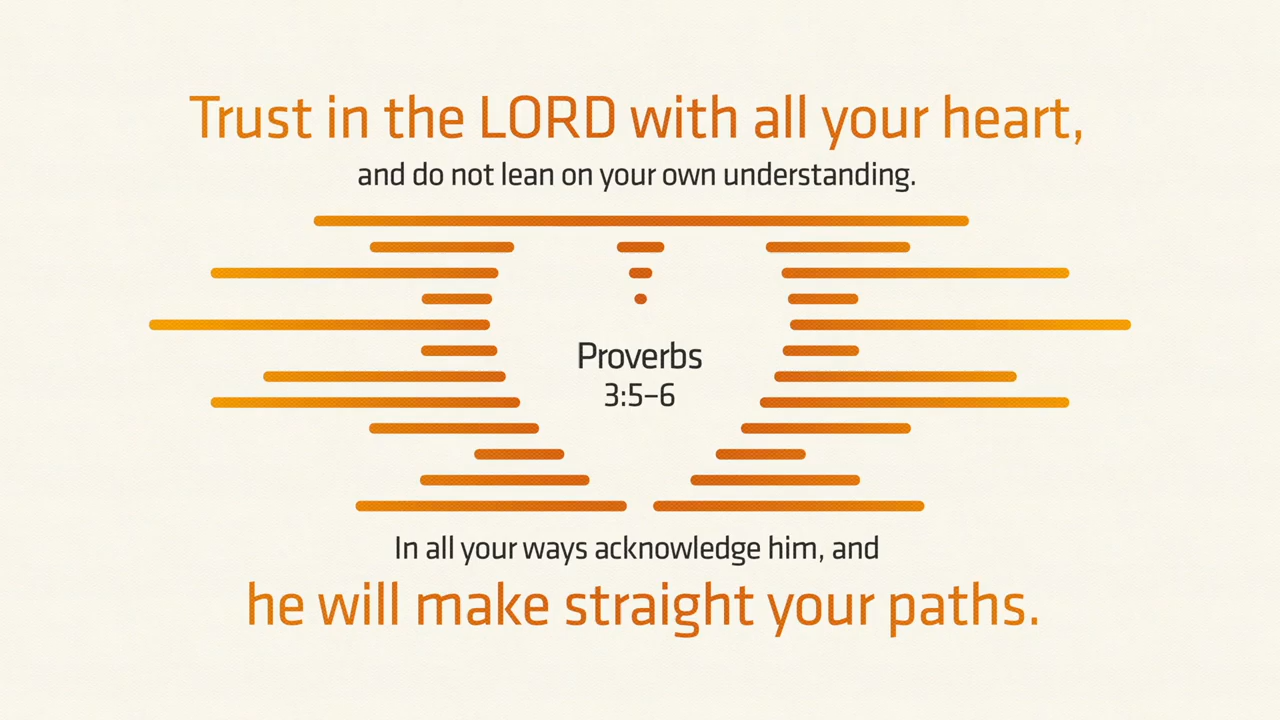 Trust in the LORD with all your heart,
and do not lean on your own understanding.
Proverbs
3:5–6
In all your ways acknowledge him, and
he will make straight your paths.